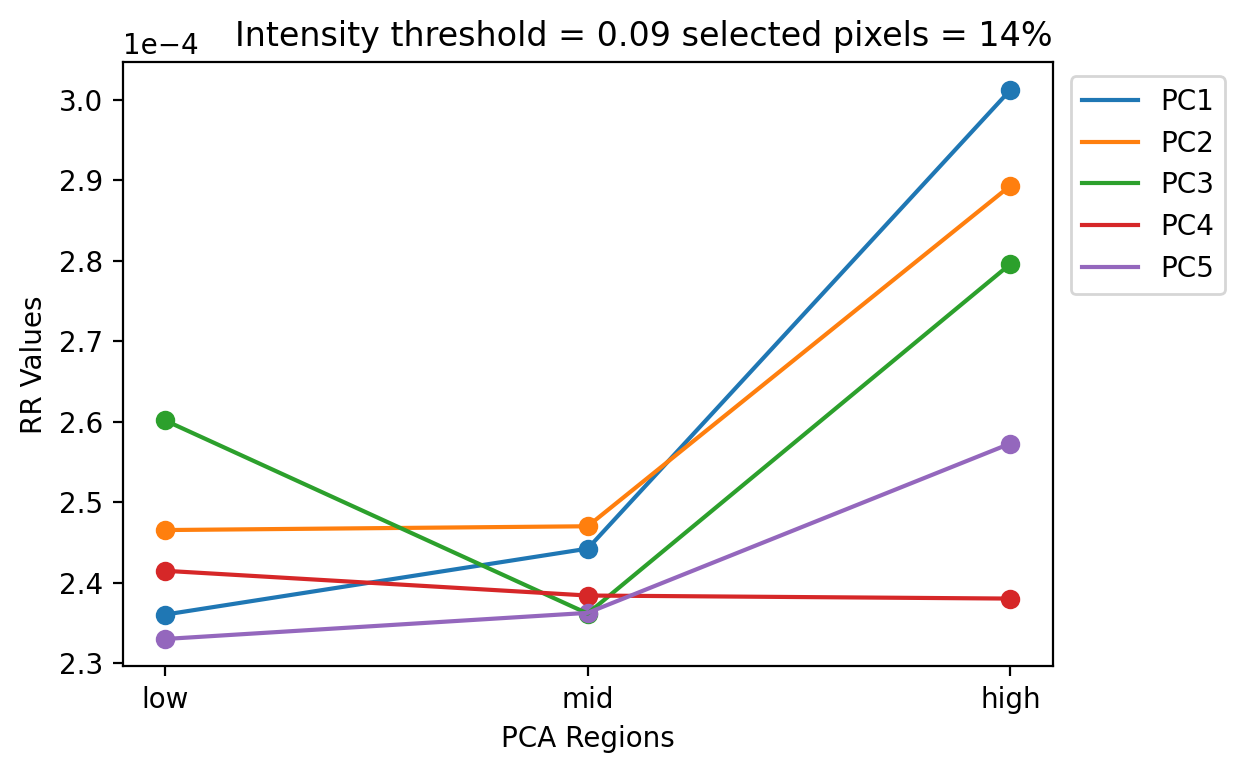 1e−4
Intensity threshold = 0.09 selected pixels = 14%
3.0
2.9
2.8
2.7
2.6
2.5
2.4
2.3
RR Values
low
mid
high
PCA Regions
PC1
PC2
PC3
PC4
PC5